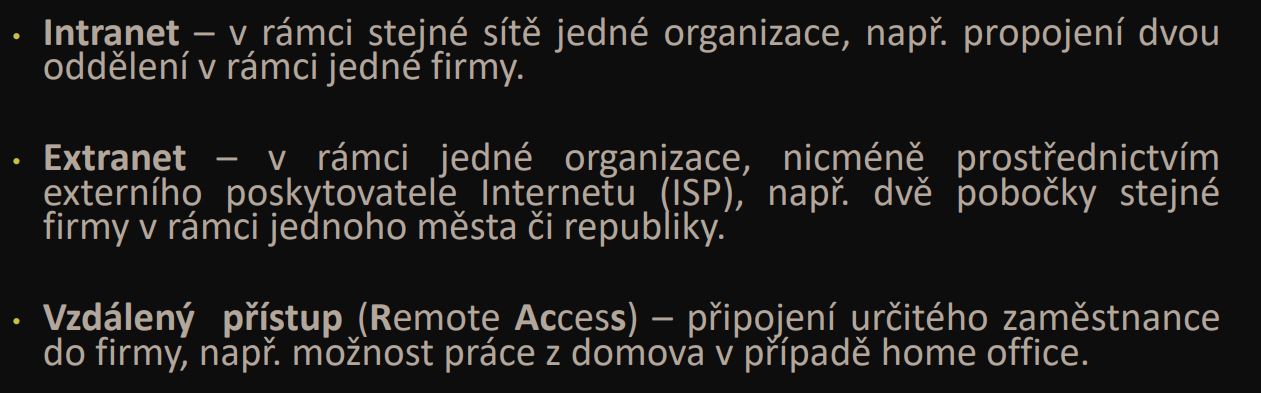 • Intranet – v rámci stejné sítě jedné organizace, např. propojení dvou
oddělení v rámci jedné firmy.
• Extranet – v rámci jedné organizace, nicméně prostřednictvím
externího poskytovatele Internetu (ISP), např. dvě pobočky stejné
firmy v rámci jednoho města či republiky.
• Vzdálený přístup (Remote Access) – připojení určitého zaměstnance
do firmy, např. možnost práce z domova v případě home office.